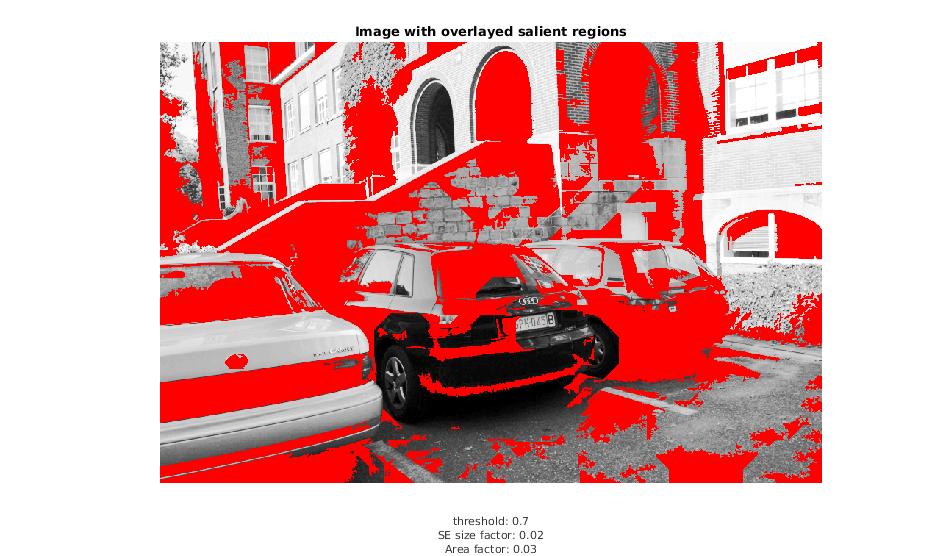 Image with overlayed salient regions
threshold: 0.7
SE size factor: 0.02
Area factor: 0.03